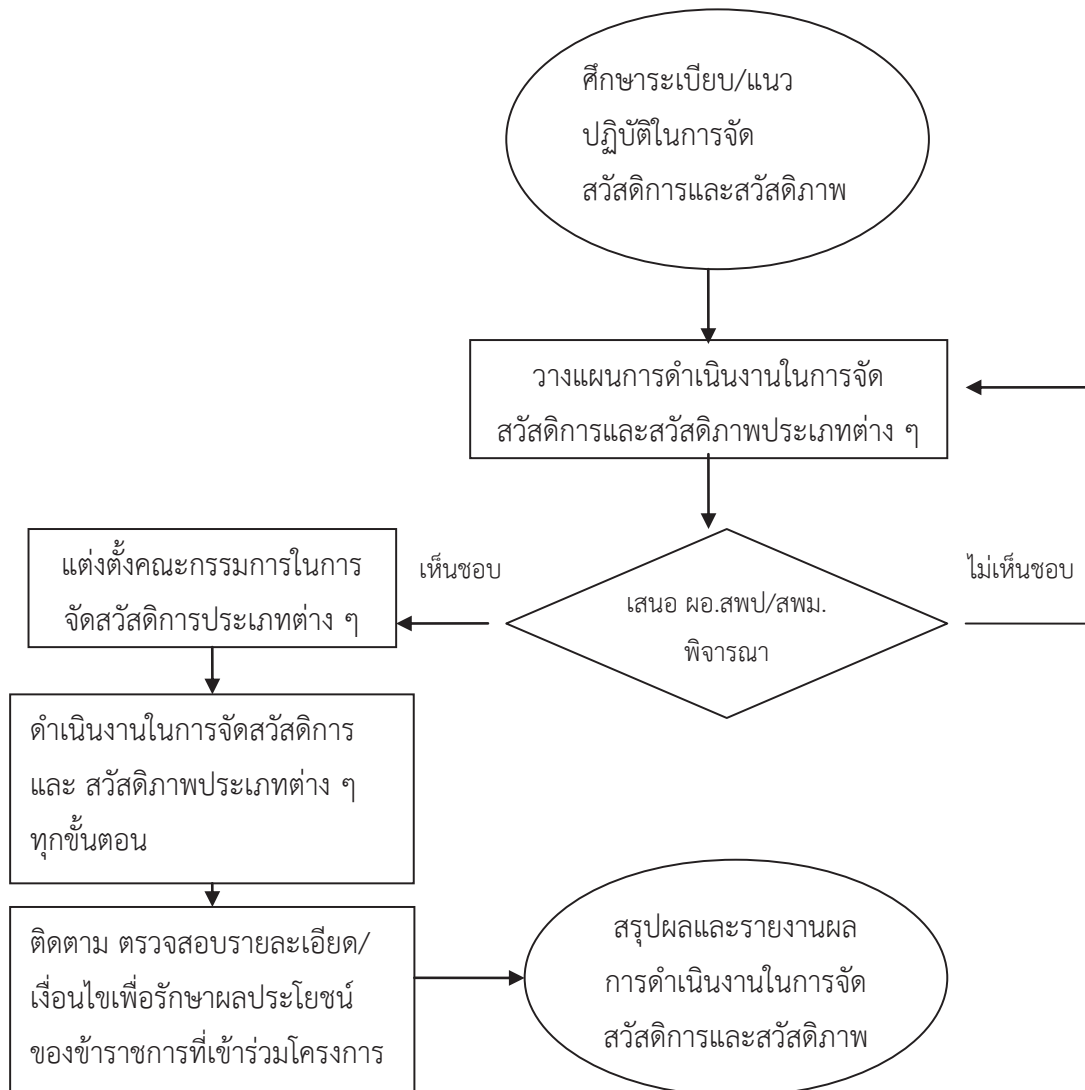 ศึกษาระเบียบ/แนว
ปฏิบัติในการจัด
สวัสดิการและสวัสดิภาพ
วางแผนการดำเนินงานในการจัด
สวัสดิการและสวัสดิภาพประเภทต่าง ๆ
เสนอ ผอ.สพป/สพม.
พิจารณา
ไม่เห็นชอบ
เห็นชอบ
แต่งตั้งคณะกรรมการในการ
จัดสวัสดิการประเภทต่าง ๆ
ดำเนินงานในการจัดสวัสดิการ
และ สวัสดิภาพประเภทต่าง ๆ
ทุกขั้นตอน
ติดตาม ตรวจสอบรายละเอียด/
เงื่อนไขเพื่อรักษาผลประโยชน์
ของข้าราชการที่เข้าร่วมโครงการ
สรุปผลและรายงานผล
การดำเนินงานในการจัด
สวัสดิการและสวัสดิภาพ